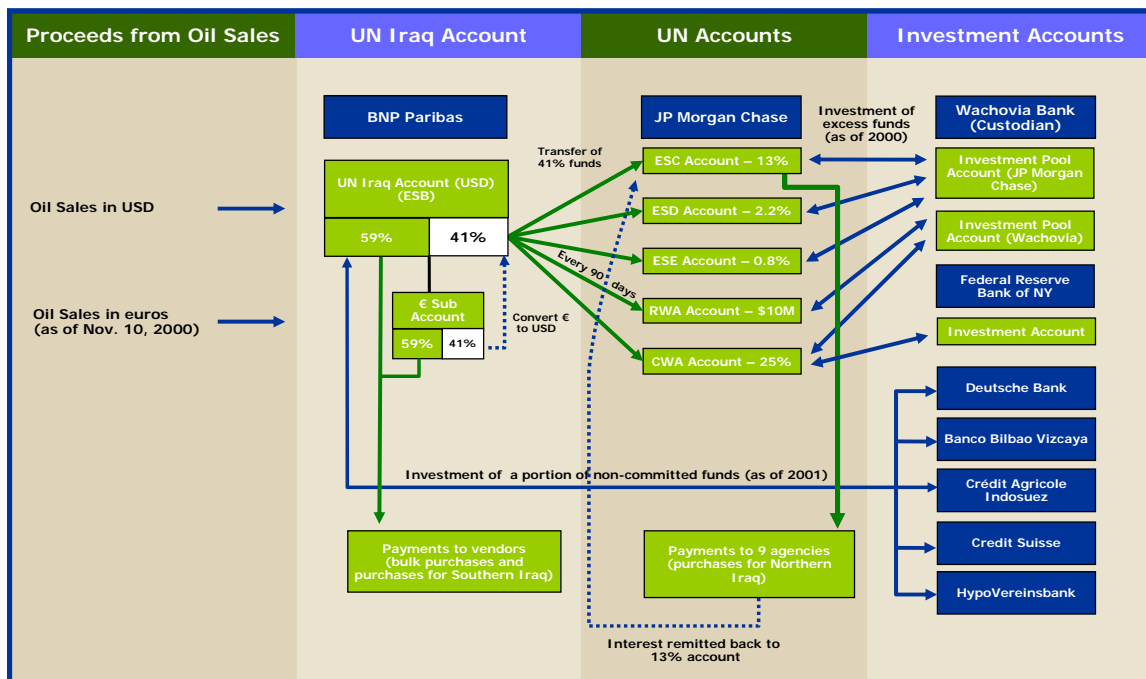 Proceeds from Oil Sales
UN Iraq Account
UN Accounts
Investment Accounts
BNP Paribas
JP Morgan Chase
Investment of
excess funds
(as of 2000)
Wachovia Bank
(Custodian)
Transfer of
41% funds
ESC Account – 13%
Investment Pool
Account (JP Morgan
Chase)
UN Iraq Account (USD)
(ESB)
Oil Sales in USD
ESD Account – 2.2%
59%
41%
Investment Pool
Account (Wachovia)
ESE Account – 0.8%
Every 90 days
Federal Reserve
Bank of NY
Oil Sales in euros
(as of Nov. 10, 2000)
€ Sub
Account
Convert €
to USD
RWA Account – $10M
Investment Account
59%
41%
CWA Account – 25%
Deutsche Bank
Banco Bilbao Vizcaya
Investment of a portion of non-committed funds (as of 2001)
Crédit Agricole
Indosuez
Payments to vendors
(bulk purchases and
purchases for Southern Iraq)
Payments to 9 agencies
(purchases for Northern
Iraq)
Credit Suisse
HypoVereinsbank
Interest remitted back to
13% account